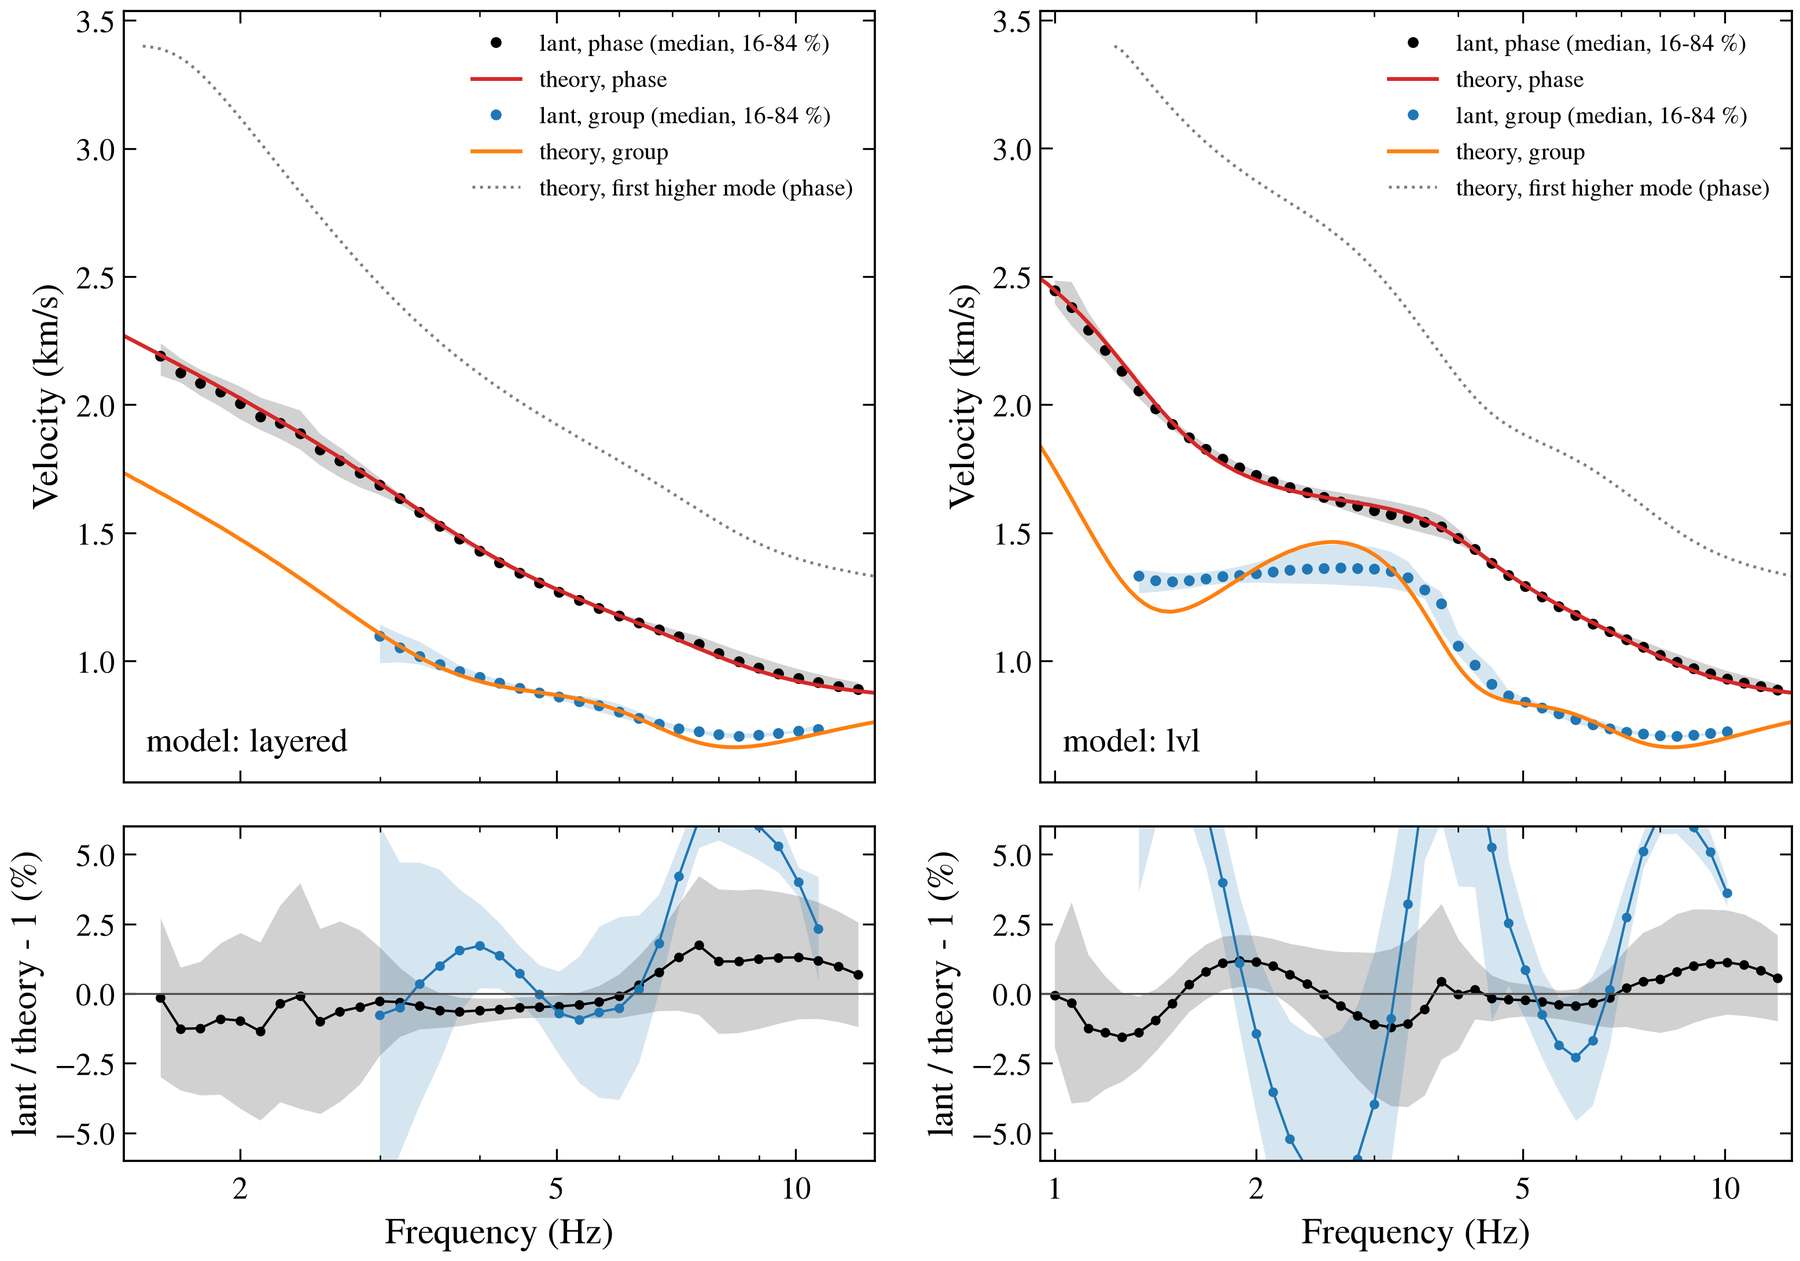 lant, phase (median, 16-84 %)
theory, phase
lant, group (median, 16-84 %)
theory, group
theory, first higher mode (phase)
3.5
3.0
2.5
2.0
1.5
1.0
Velocity (km/s)
model: layered
lant, phase (median, 16-84 %)
theory, phase
lant, group (median, 16-84 %)
theory, group
theory, first higher mode (phase)
3.5
3.0
2.5
2.0
1.5
1.0
Velocity (km/s)
model: lvl
5.0
2.5
0.0
−2.5
−5.0
lant / theory - 1 (%)
2
5
10
Frequency (Hz)
5.0
2.5
0.0
−2.5
−5.0
lant / theory - 1 (%)
1
2
5
10
Frequency (Hz)